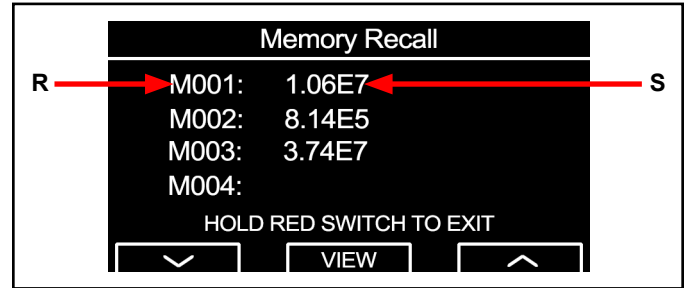 Memory Recall
R M001: 1.06E7 S
M002: 8.14E5
M003: 3.74E7
M004:
HOLD RED SWITCH TO EXIT
VIEW